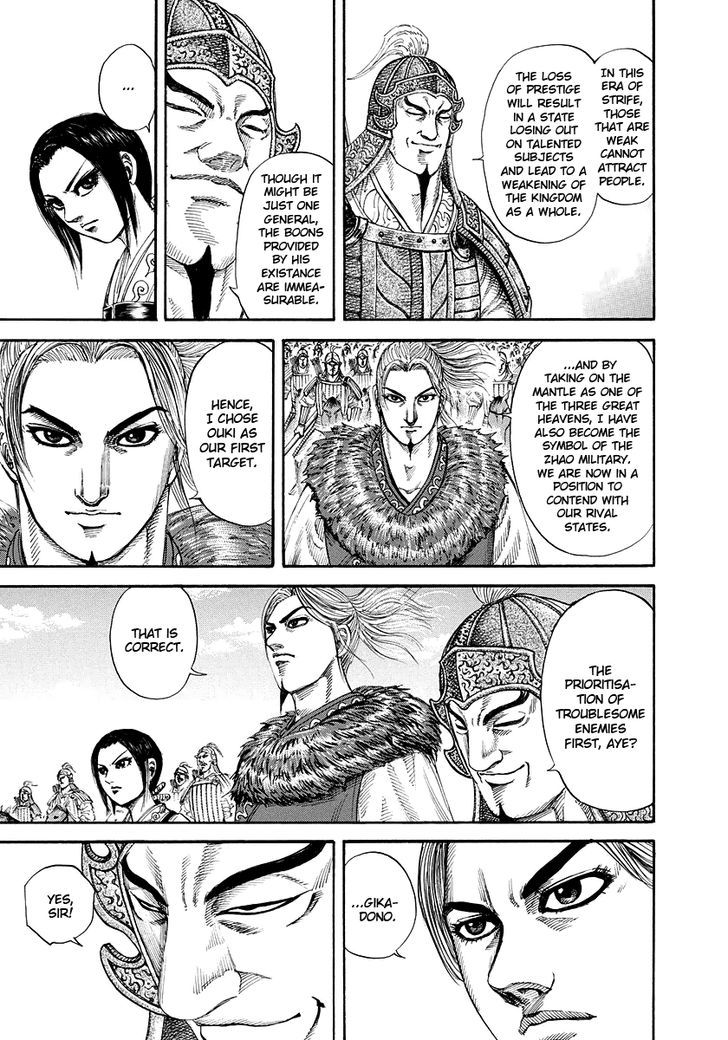 IN THIS
ERA OF
STRIFE,
THOSE
THAT ARE
WEAK
CANNOT
ATTRACT
PEOPLE.
THE LOSS
OF PRESTIGE
WILL RESULT
IN A STATE
LOSING OUT
ON TALENTED
SUBJECTS
AND LEAD TO A
WEAKENING OF
THE KINGDOM
AS A WHOLE.
THOUGH IT
MIGHT BE
JUST ONE
GENERAL,
THE BOONS
PROVIDED
BY HIS
EXISTANCE
ARE IMMEA-
SURABLE.
...
...AND BY
TAKING ON THE
MANTLE AS ONE
OF THE
THREE GREAT
HEAVENS, I HAVE
ALSO BECOME THE
SYMBOL OF THE
ZHAO MILITARY.
WE ARE NOW IN A
POSITION TO
CONTEND WITH
OUR RIVAL
STATES.
HENCE,
I CHOSE
OUKI AS
OUR FIRST
TARGET.
THE
PRIORITISA-
TION OF
TROUBLESOME
ENEMIES
FIRST, AYE?
THAT IS
CORRECT.
...GIKA-
DONO.
YES,
SIR!